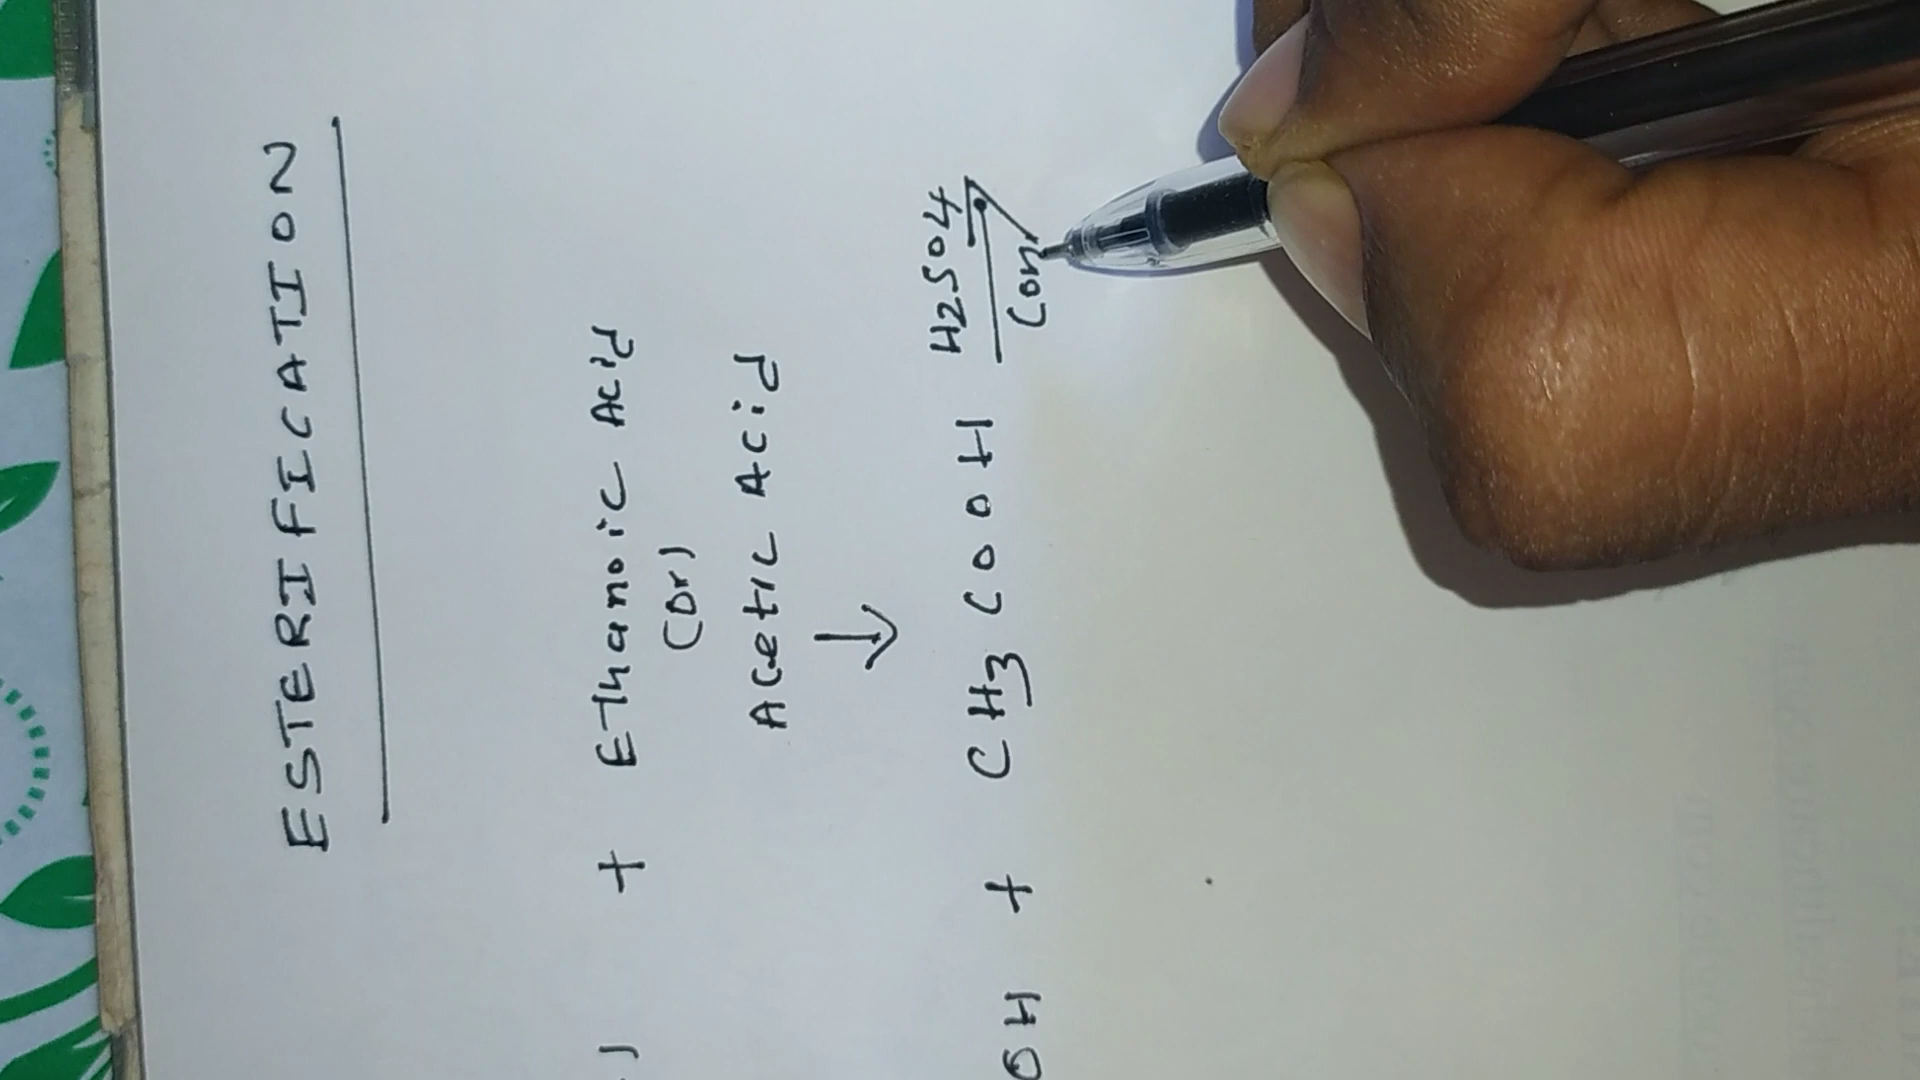 ESTERIFICATION
+ Ethanoic Acid
(or)
Acetic Acid
↓
OH + CH3COOH H2SO4
Con